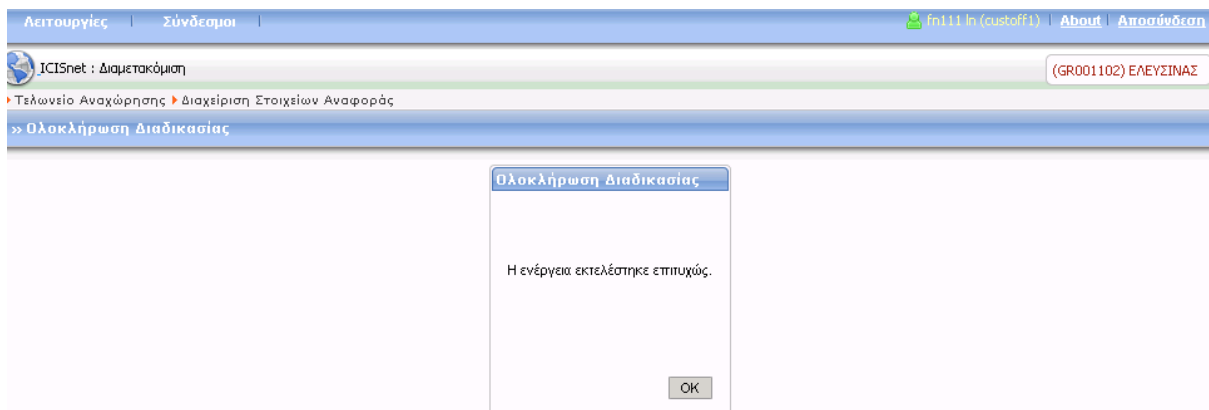 Λειτουργίες | Σύνδεσμοι | fn111 ln (custoff1) | About | Αποσύνδεση
ICISnet : Διαμετακόμιση (GR001102) ΕΛΕΥΣΙΝΑΣ
Τελωνείο Αναχώρησης Διαχείριση Στοιχείων Αναφοράς
» Ολοκλήρωση Διαδικασίας
Ολοκλήρωση Διαδικασίας
Η ενέργεια εκτελέστηκε επιτυχώς.
OK